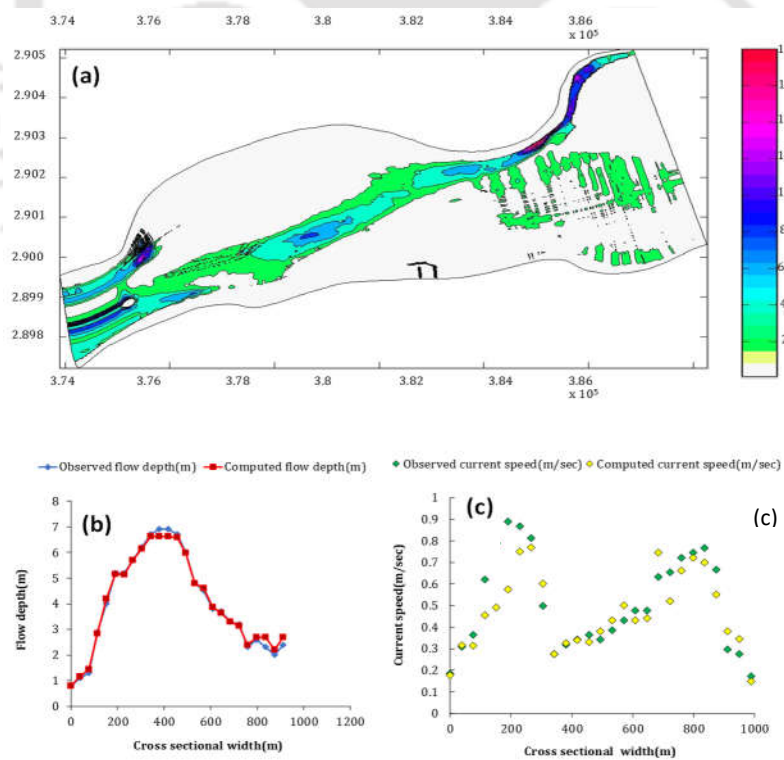 3.74 3.76 3.78 3.8 3.82 3.84 3.86
x 10⁵
(a)
2.905
2.904
2.903
2.902
2.901
2.900
2.899
2.898
8
6
4
2
3.74 3.76 3.78 3.8 3.82 3.84 3.86
x 10⁵
Observed flow depth(m) Computed flow depth(m)
(b)
Flow depth(m)
8
7
6
5
4
3
2
1
0
0 200 400 600 800 1000 1200
Cross sectional width(m)
Observed current speed(m/sec) Computed current speed(m/sec)
(c)
(c)
Current speed(m/sec)
1
0.9
0.8
0.7
0.6
0.5
0.4
0.3
0.2
0.1
0
0 200 400 600 800 1000
Cross sectional width(m)